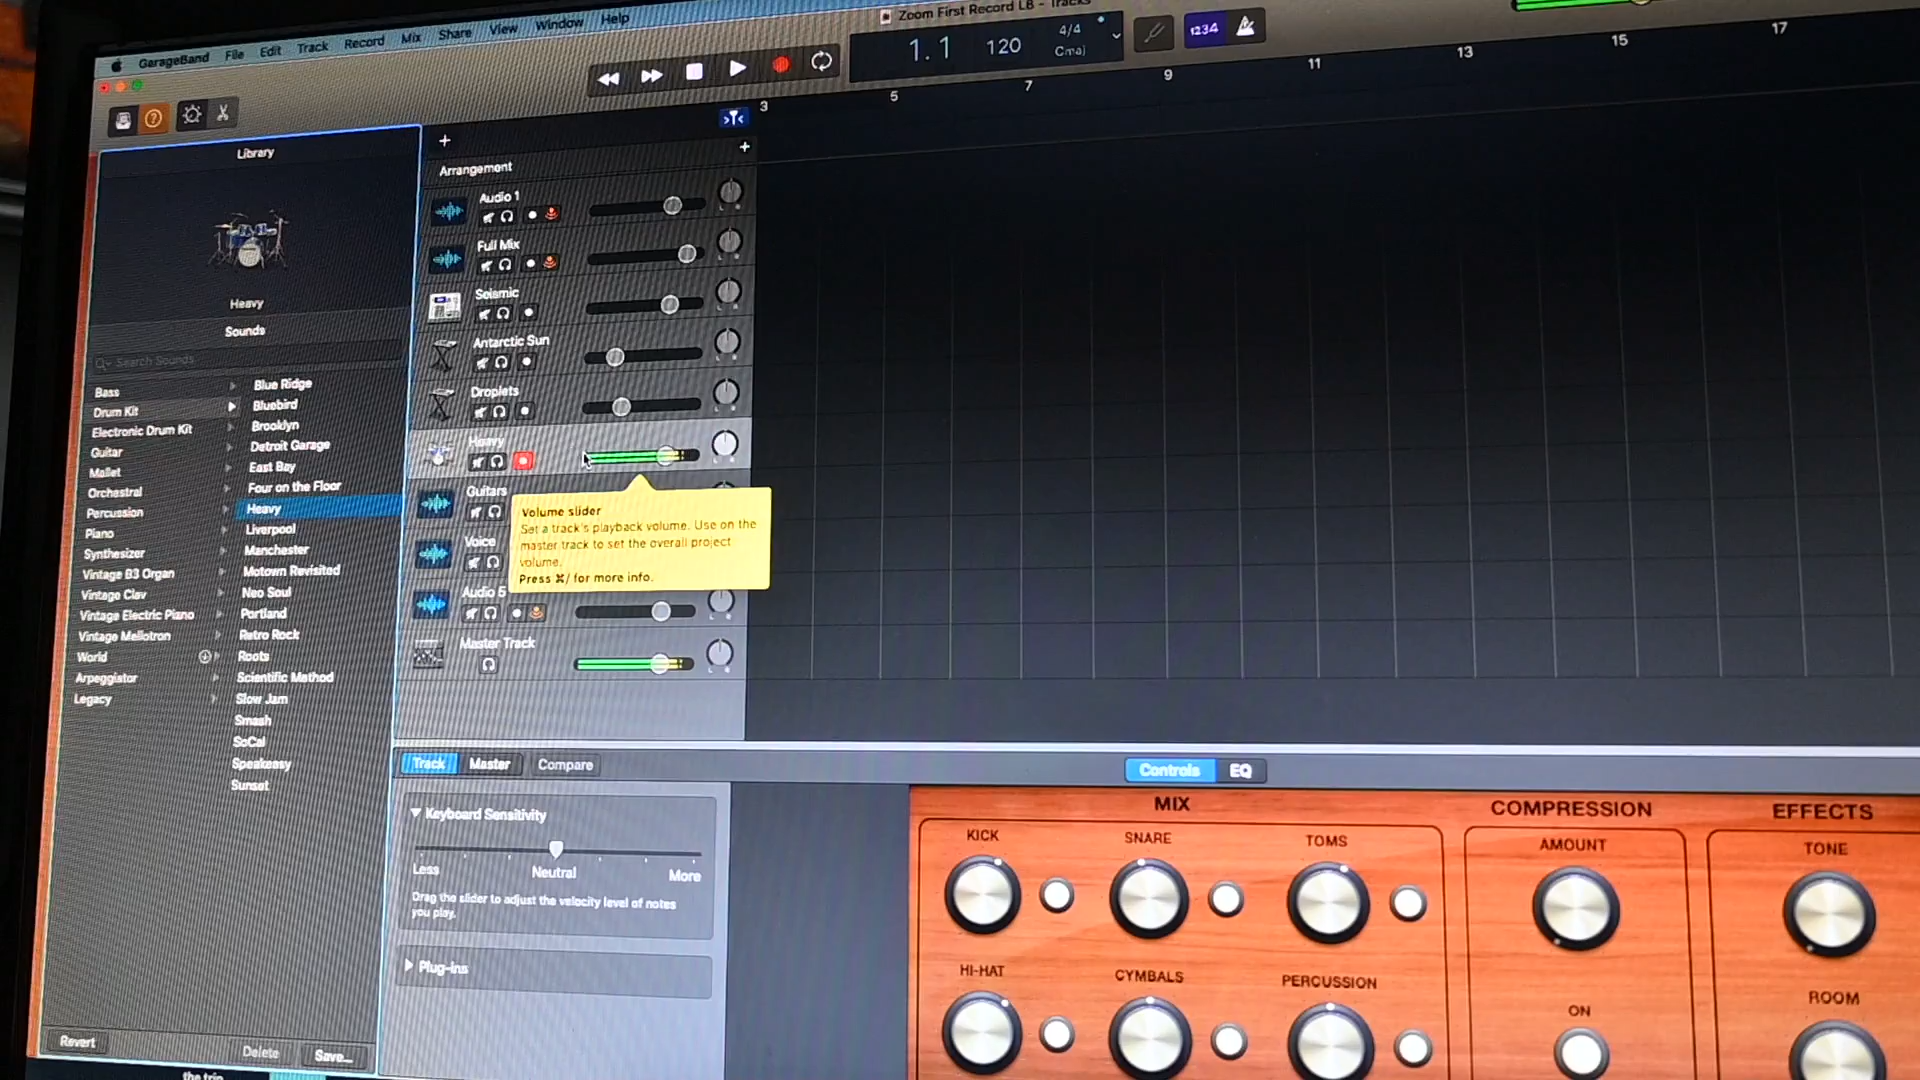 GarageBand File Edit Track Record Mix Share View Window Help
Zoom First Record LB - Tracks
1.1 120 4/4 Cmaj
1234
Library
Heavy
Sounds
Search Sounds
Bass
Drum Kit
Electronic Drum Kit
Guitar
Mallet
Orchestral
Percussion
Piano
Synthesizer
Vintage B3 Organ
Vintage Clav
Vintage Electric Piano
Vintage Mellotron
World
Arpeggiator
Legacy
Blue Ridge
Bluebird
Brooklyn
Detroit Garage
East Bay
Four on the Floor
Heavy
Liverpool
Manchester
Motown Revisited
Neo Soul
Portland
Retro Rock
Roots
Scientific Method
Slow Jam
Smash
SoCal
Speakeasy
Sunset
Revert Delete Save...
3 5 7 9 11 13 15 17
Arrangement
Audio 1
Full Mix
Seismic
Antarctic Sun
Droplets
Heavy
Guitars
Voice
Audio 5
Master Track
Volume slider
Set a track's playback volume. Use on the
master track to set the overall project
volume.
Press ⌘/ for more info.
Track Master Compare
Controls EQ
Keyboard Sensitivity
Less Neutral More
Drag the slider to adjust the velocity level of notes
you play.
Plug-ins
MIX
KICK SNARE TOMS
HI-HAT CYMBALS PERCUSSION
COMPRESSION
AMOUNT
ON
EFFECTS
TONE
ROOM
the trip